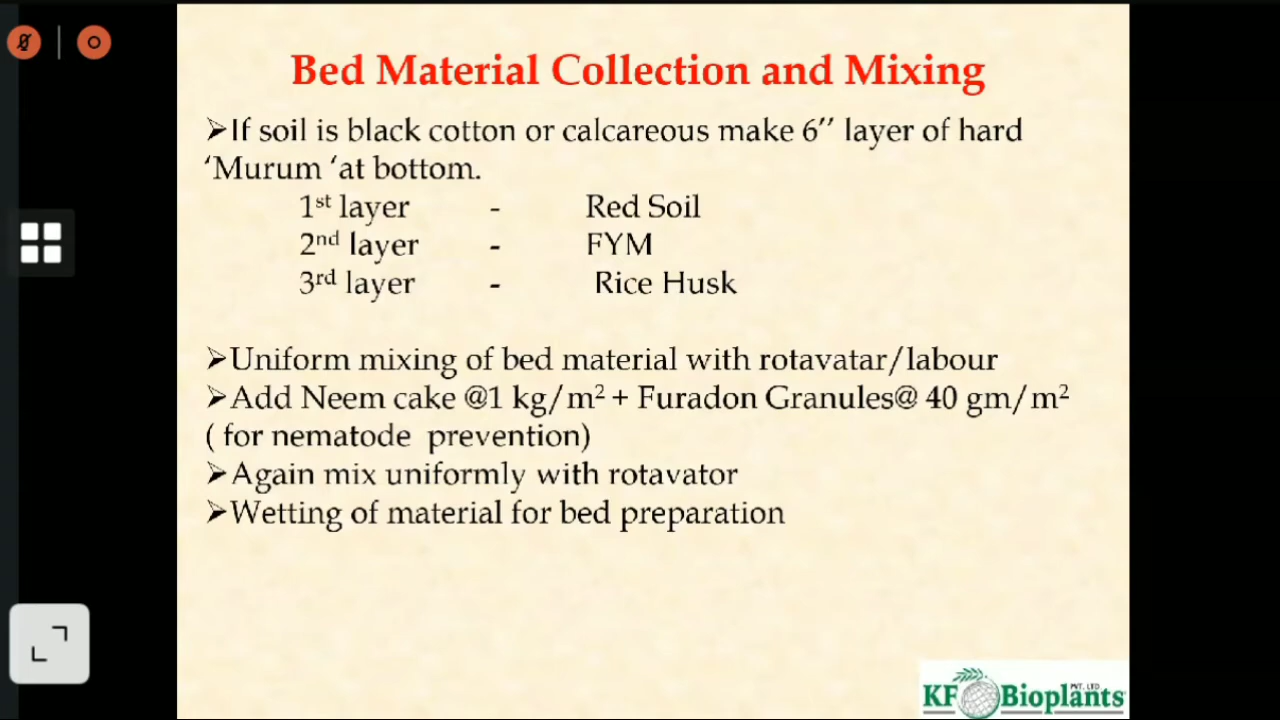 Bed Material Collection and Mixing
➢If soil is black cotton or calcareous make 6’’ layer of hard
‘Murum ‘at bottom.
1st layer - Red Soil
2nd layer - FYM
3rd layer - Rice Husk
➢Uniform mixing of bed material with rotavatar/labour
➢Add Neem cake @1 kg/m² + Furadon Granules@ 40 gm/m²
( for nematode prevention)
➢Again mix uniformly with rotavator
➢Wetting of material for bed preparation
KF Bioplants PVT. LTD